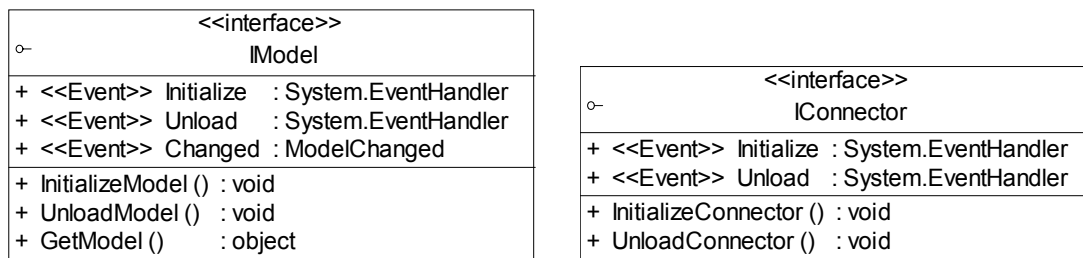 <<interface>>
IModel
+ <<Event>> Initialize : System.EventHandler
+ <<Event>> Unload : System.EventHandler
+ <<Event>> Changed : ModelChanged
+ InitializeModel () : void
+ UnloadModel () : void
+ GetModel () : object
<<interface>>
IConnector
+ <<Event>> Initialize : System.EventHandler
+ <<Event>> Unload : System.EventHandler
+ InitializeConnector () : void
+ UnloadConnector () : void